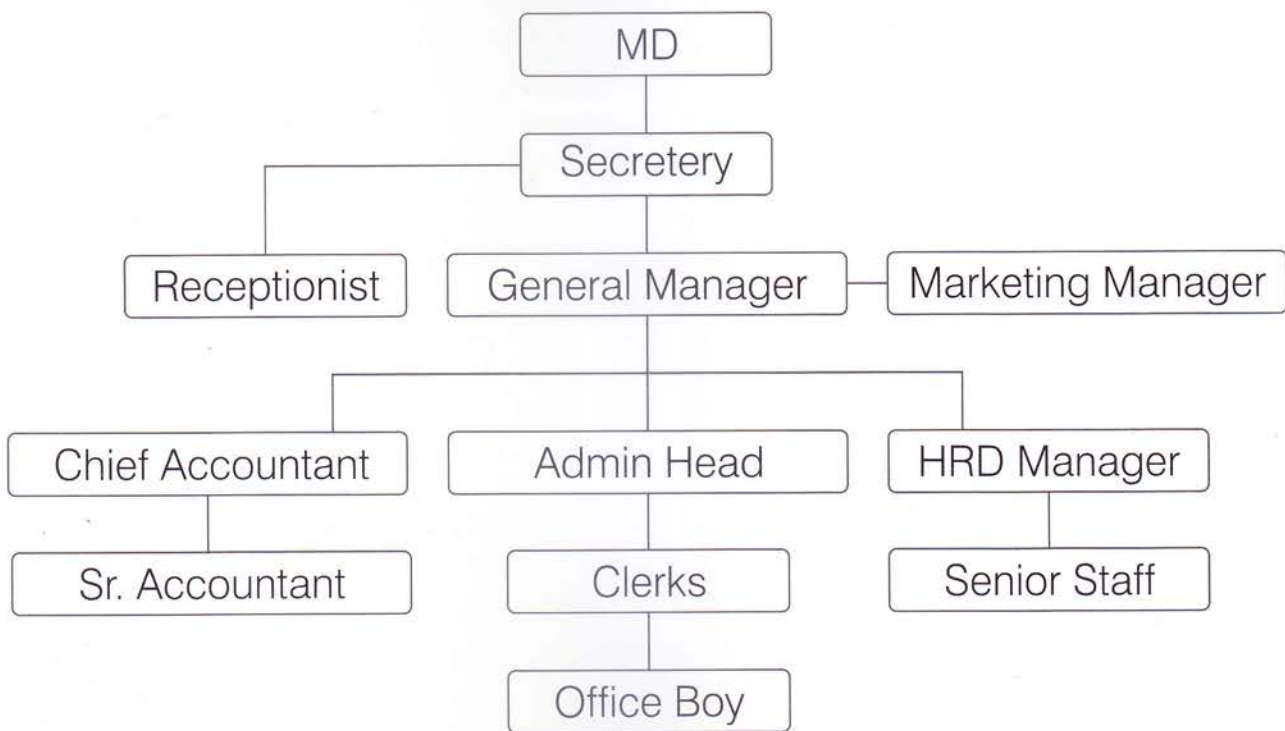 MD
Secretery
Receptionist
General Manager
Marketing Manager
Chief Accountant
Admin Head
HRD Manager
Sr. Accountant
Clerks
Senior Staff
Office Boy